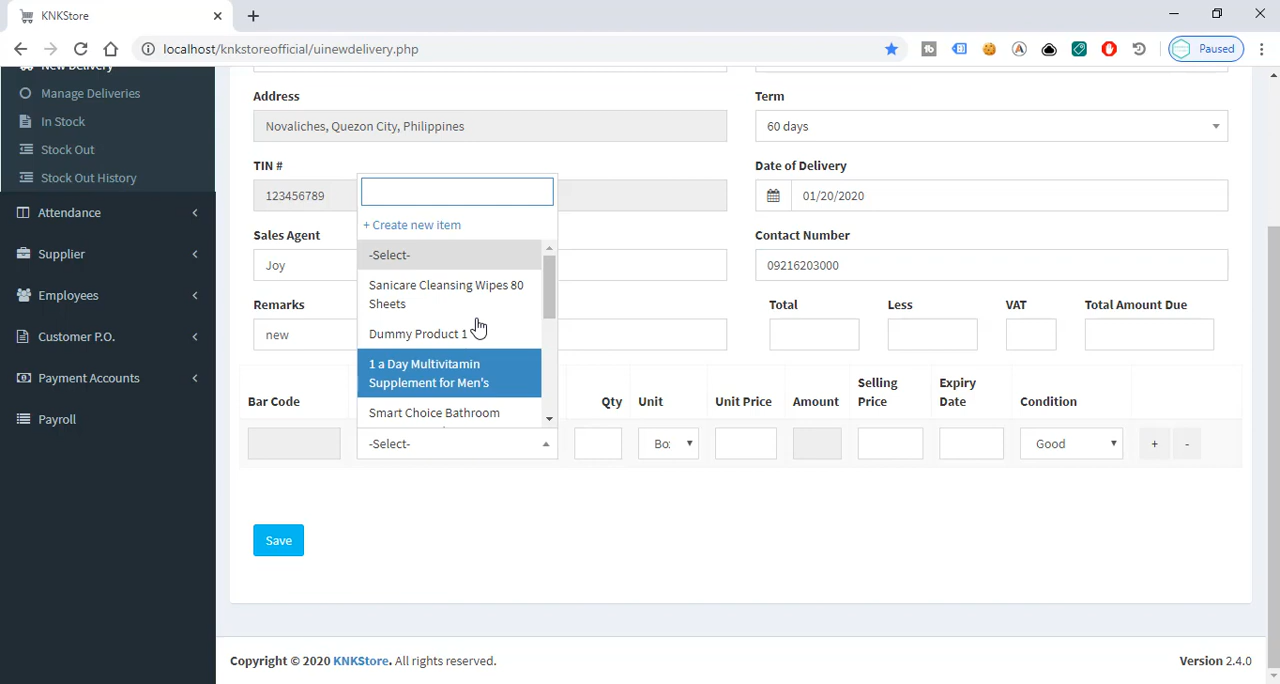 KNKStore
localhost/knkstoreofficial/uinewdelivery.php
Paused
New Delivery
Manage Deliveries
In Stock
Stock Out
Stock Out History
Attendance
Supplier
Employees
Customer P.O.
Payment Accounts
Payroll
Address
Term
Novaliches, Quezon City, Philippines
60 days
TIN #
Date of Delivery
123456789
01/20/2020
+ Create new item
Sales Agent
Contact Number
-Select-
Joy
09216203000
Sanicare Cleansing Wipes 80
Sheets
Remarks
Total
Less
VAT
Total Amount Due
new
Dummy Product 1
1 a Day Multivitamin
Supplement for Men's
Smart Choice Bathroom
Bar Code
Qty
Unit
Unit Price
Amount
Selling
Price
Expiry
Date
Condition
-Select-
Bo:
Good
+
-
Save
Copyright © 2020 KNKStore. All rights reserved.
Version 2.4.0